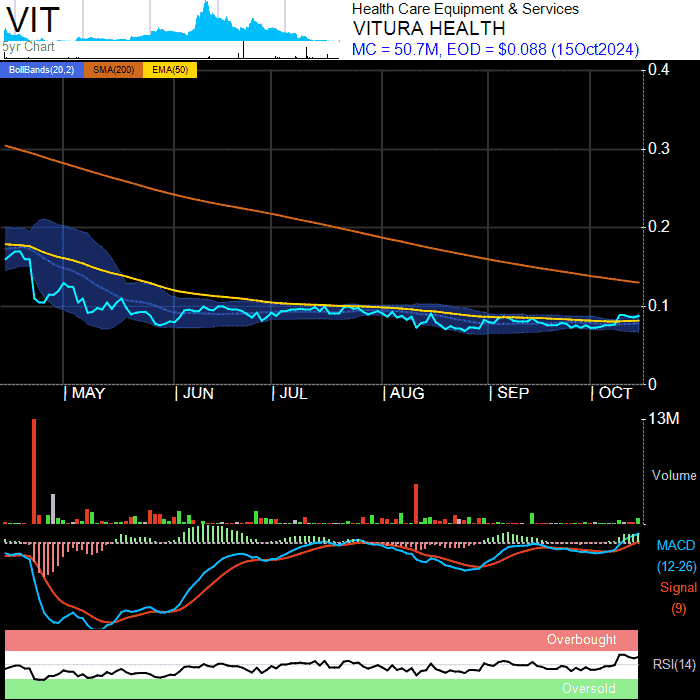 VIT
5yr Chart
Health Care Equipment & Services
VITURA HEALTH
MC = 50.7M, EOD = $0.088 (15Oct2024)
BollBands(20,2) SMA(200) EMA(50)
0.4
0.3
0.2
0.1
0
MAY JUN JUL AUG SEP OCT
13M
Volume
MACD
(12-26)
Signal
(9)
Overbought
RSI(14)
Oversold